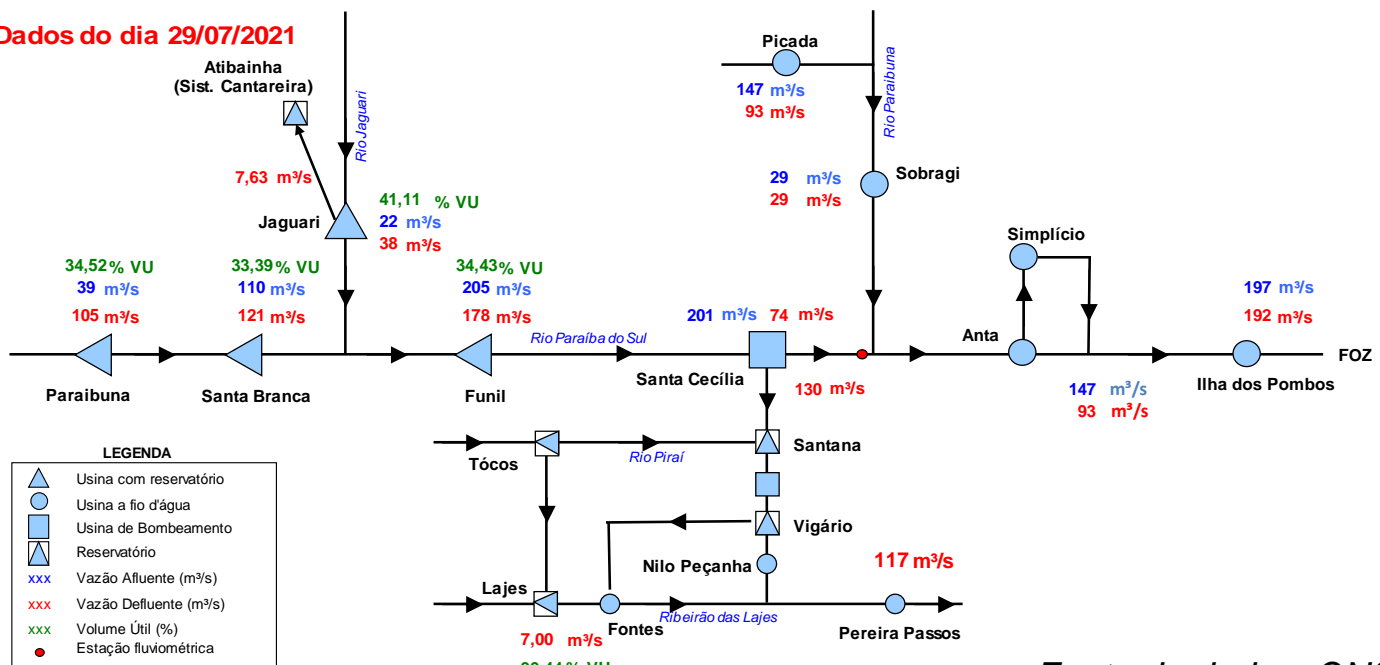 Dados do dia 29/07/2021
Atibainha
(Sist. Cantareira)
Rio Jaguari
7,63 m³/s
Jaguari
41,11 % VU
22 m³/s
38 m³/s
Picada
147 m³/s
93 m³/s
Rio Paraibuna
29 m³/s
29 m³/s
Sobragi
34,52 % VU
39 m³/s
105 m³/s
Paraibuna
33,39 % VU
110 m³/s
121 m³/s
Santa Branca
34,43 % VU
205 m³/s
178 m³/s
Funil
Rio Paraíba do Sul
201 m³/s 74 m³/s
Santa Cecília
130 m³/s
Simplício
Anta
147 m³/s
93 m³/s
197 m³/s
192 m³/s
Ilha dos Pombos
FOZ
Tócos
Rio Piraí
Santana
Vigário
Nilo Peçanha
117 m³/s
Lajes
Fontes
Ribeirão das Lajes
Pereira Passos
7,00 m³/s
LEGENDA
Usina com reservatório
Usina a fio d'água
Usina de Bombeamento
Reservatório
xxx Vazão Afluente (m³/s)
xxx Vazão Defluente (m³/s)
xxx Volume Útil (%)
Estação fluviométrica